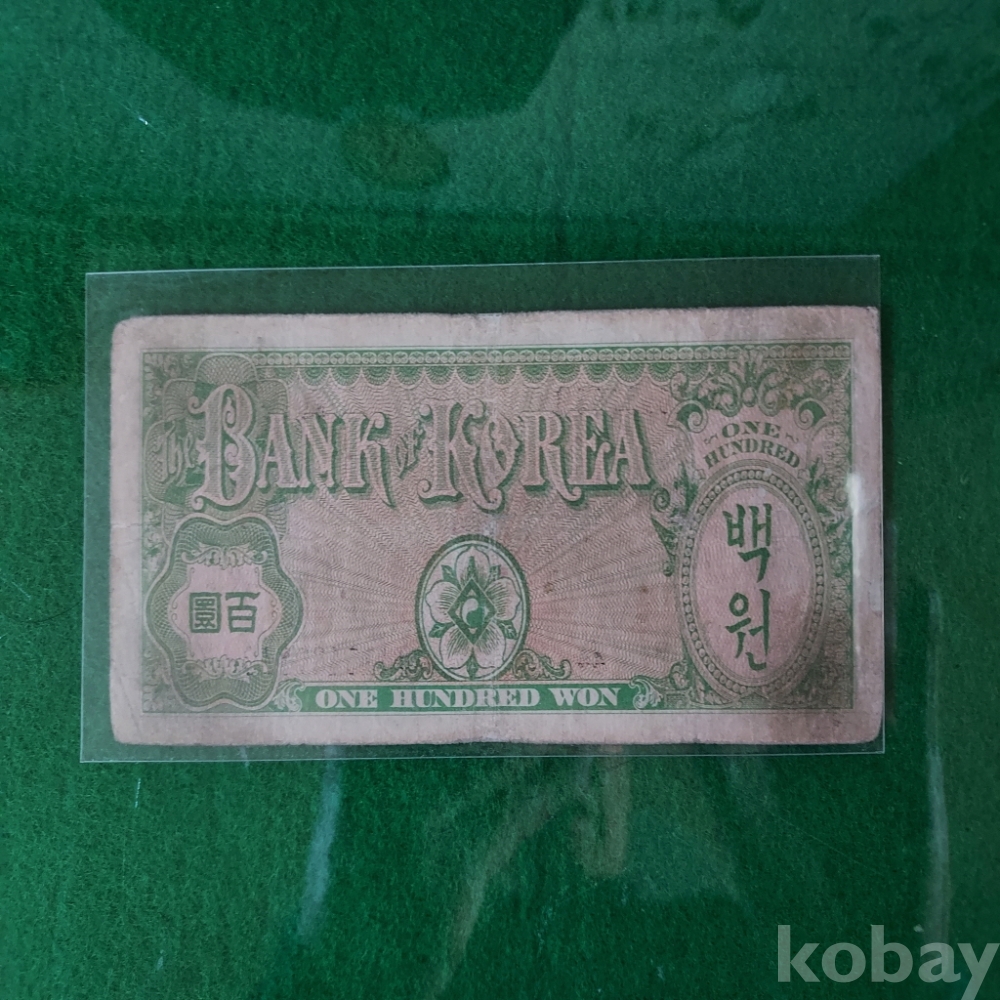 The BANK OF KOREA
ONE
HUNDRED
백
원
圓百
ONE HUNDRED WON
kobay